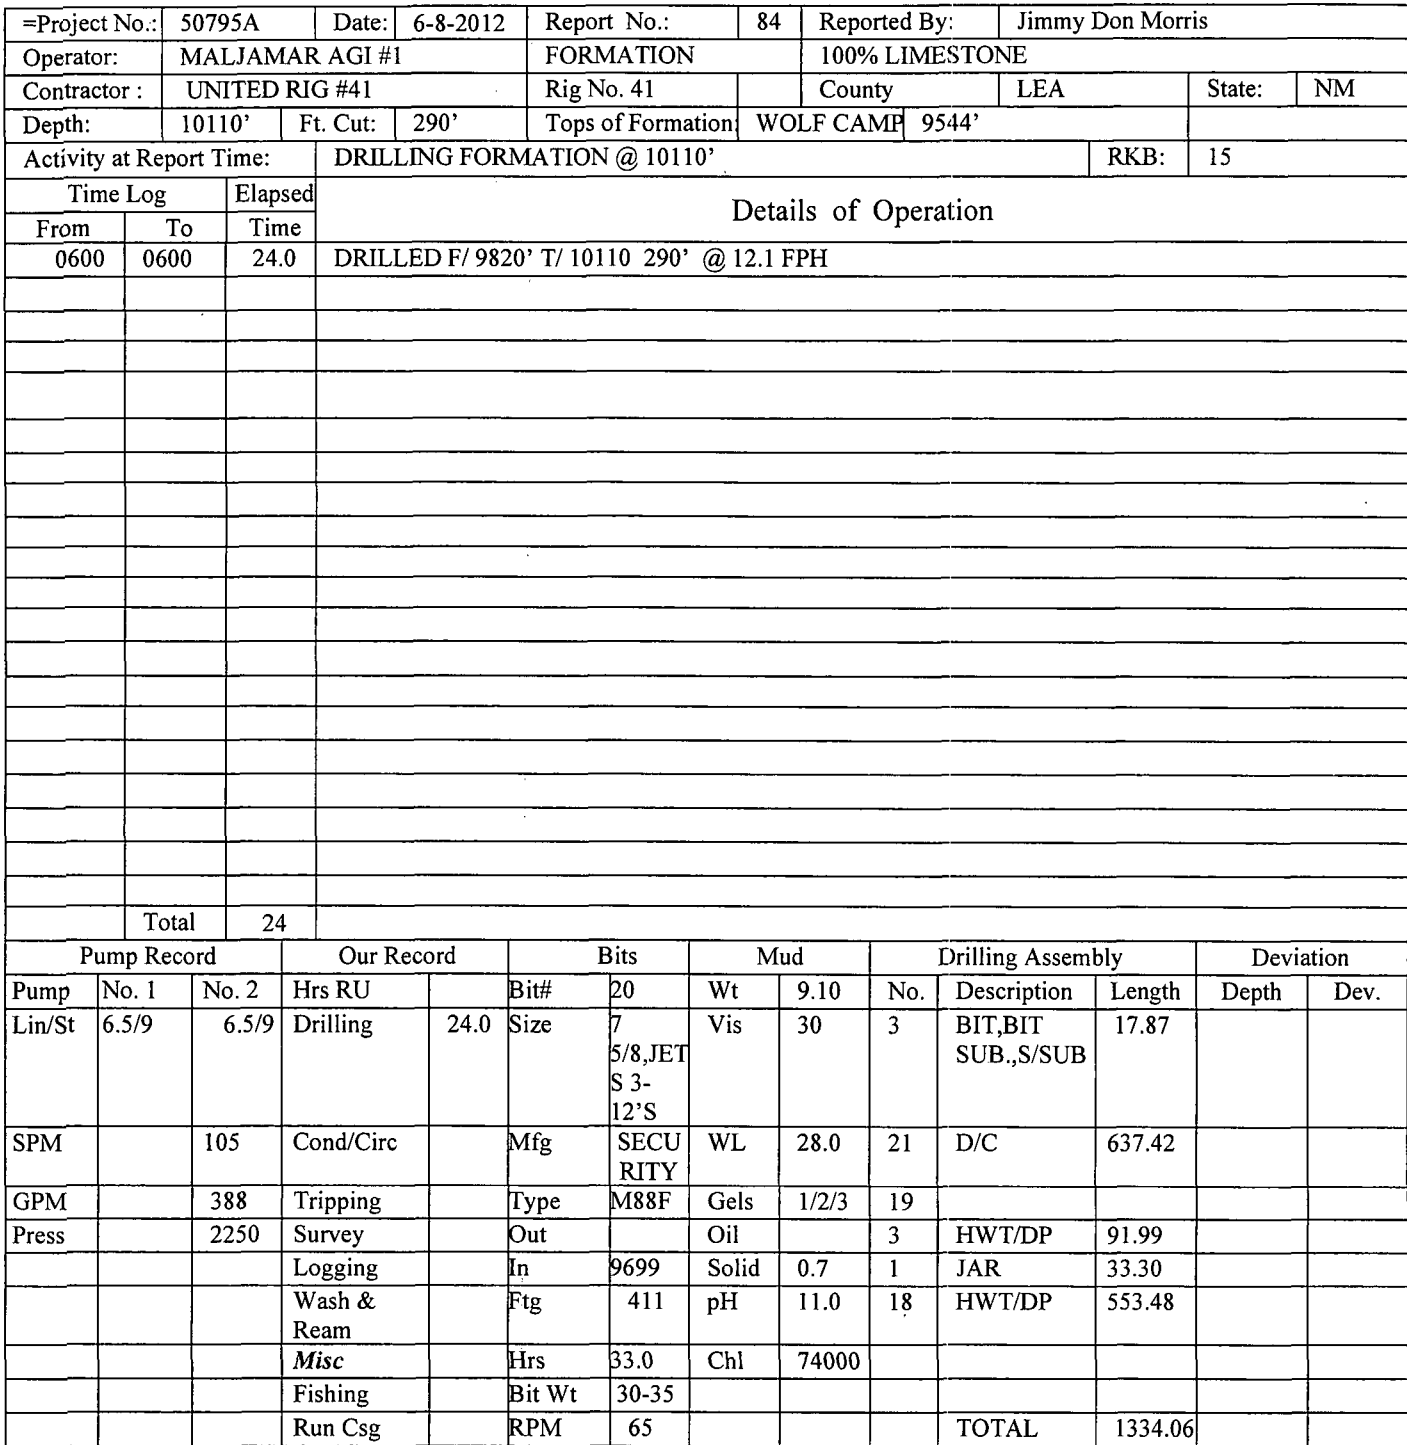 =Project No.: 50795A Date: 6-8-2012 Report No.: 84 Reported By: Jimmy Don Morris
Operator: MALJAMAR AGI #1 FORMATION 100% LIMESTONE
Contractor : UNITED RIG #41 Rig No. 41 County LEA State: NM
Depth: 10110' Ft. Cut: 290' Tops of Formation WOLF CAMP 9544'
Activity at Report Time: DRILLING FORMATION @ 10110' RKB: 15
Time Log Elapsed Details of Operation
From To Time
0600 0600 24.0 DRILLED F/ 9820' T/ 10110 290' @ 12.1 FPH
Total 24
Pump Record Our Record Bits Mud Drilling Assembly Deviation
Pump No. 1 No. 2 Hrs RU Bit# 20 Wt 9.10 No. Description Length Depth Dev.
Lin/St 6.5/9 6.5/9 Drilling 24.0 Size 7 Vis 30 3 BIT,BIT 17.87
5/8,JET SUB.,S/SUB
S 3-
12'S
SPM 105 Cond/Circ Mfg SECU WL 28.0 21 D/C 637.42
RITY
GPM 388 Tripping Type M88F Gels 1/2/3 19
Press 2250 Survey Out Oil 3 HWT/DP 91.99
Logging In 9699 Solid 0.7 1 JAR 33.30
Wash & Ftg 411 pH 11.0 18 HWT/DP 553.48
Ream
Misc Hrs 33.0 Chl 74000
Fishing Bit Wt 30-35
Run Csg RPM 65 TOTAL 1334.06